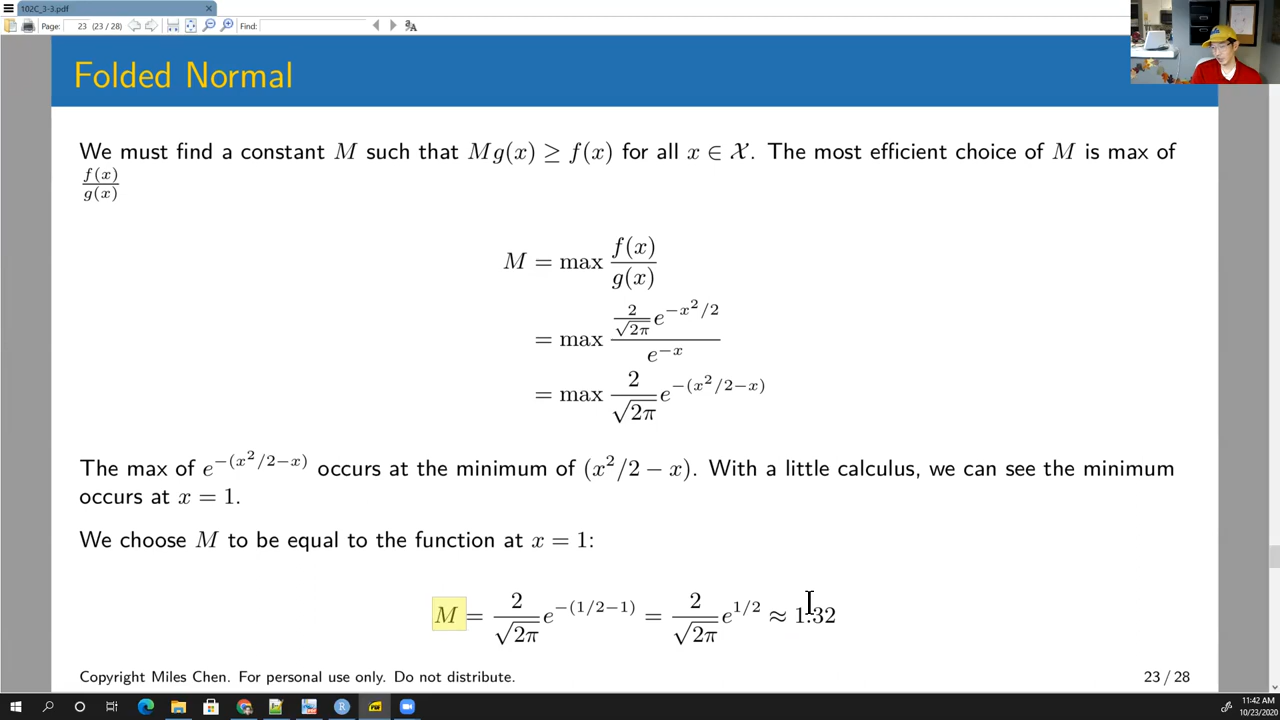 102C_3-3.pdf
Page: 23 (23 / 28) Find:
Folded Normal
We must find a constant M such that Mg(x) ≥ f(x) for all x ∈ 𝒳. The most efficient choice of M is max of
f(x)/g(x)
M = max f(x)/g(x)
= max (2/√2π e^{-x²/2})/(e^{-x})
= max 2/√2π e^{-(x²/2-x)}
The max of e^{-(x²/2-x)} occurs at the minimum of (x²/2 − x). With a little calculus, we can see the minimum
occurs at x = 1.
We choose M to be equal to the function at x = 1:
M = 2/√2π e^{-(1/2-1)} = 2/√2π e^{1/2} ≈ 1.32
Copyright Miles Chen. For personal use only. Do not distribute. 23 / 28
11:42 AM
10/23/2020